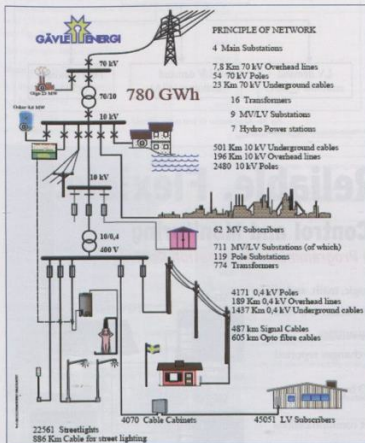 GÄVLE ENERGI
PRINCIPLE OF NETWORK
4 Main Substations
70 kV
7,8 Km 70 kV Overhead lines
54 70 kV Poles
23 Km 70 kV Underground cables
70/10
780 GWh
16 Transformers
10 kV
9 MV/LV Substations
7 Hydro Power stations
501 Km 10 kV Underground cables
196 Km 10 kV Overhead lines
2480 10 kV Poles
10 kV
62 MV Subscribers
10/0,4
711 MV/LV Substations (of which)
119 Pole Substations
774 Transformers
400 V
4171 0,4 kV Poles
189 Km 0,4 kV Overhead lines
1437 Km 0,4 kV Underground cables
487 km Signal Cables
605 km Opto fibre cables
22561 Streetlights
886 Km Cable for street lighting
4070 Cable Cabinets
45051 LV Subscribers